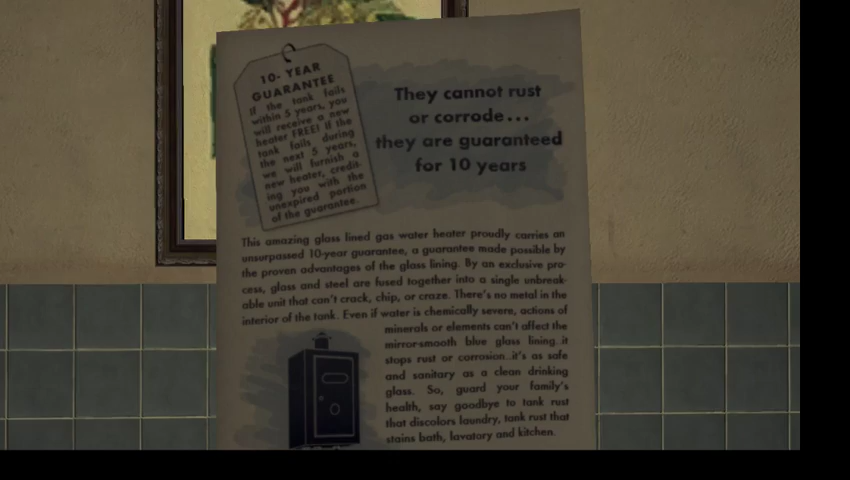 10- YEAR
GUARANTEE
If the tank fails
within 5 years, you
will receive a new
heater FREE! If the
tank fails during
the next 5 years,
we will furnish a
new heater, credit-
ing you with the
unexpired portion
of the guarantee.
They cannot rust
or corrode...
they are guaranteed
for 10 years
This amazing glass lined gas water heater proudly carries an
unsurpassed 10-year guarantee, a guarantee made possible by
the proven advantages of the glass lining. By an exclusive pro-
cess, glass and steel are fused together into a single unbreak-
able unit that can't crack, chip, or craze. There's no metal in the
interior of the tank. Even if water is chemically severe, actions of
minerals or elements can't affect the
mirror-smooth blue glass lining..it
stops rust or corrosion..it's as safe
and sanitary as a clean drinking
glass. So, guard your family's
health, say goodbye to tank rust
that discolors laundry, tank rust that
stains bath, lavatory and kitchen.